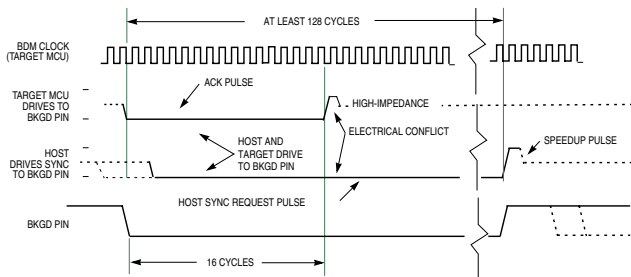 AT LEAST 128 CYCLES
BDM CLOCK
(TARGET MCU)
ACK PULSE
TARGET MCU
DRIVES TO
BKGD PIN
HIGH-IMPEDANCE
ELECTRICAL CONFLICT
HOST AND
TARGET DRIVE
TO BKGD PIN
SPEEDUP PULSE
HOST
DRIVES SYNC
TO BKGD PIN
HOST SYNC REQUEST PULSE
BKGD PIN
16 CYCLES